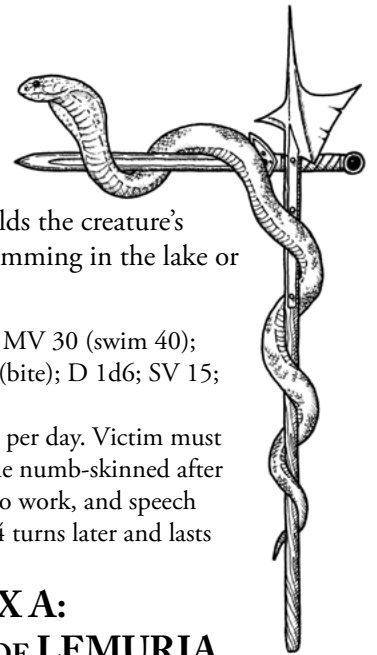 lds the creature's
mming in the lake or
MV 30 (swim 40);
(bite); D 1d6; SV 15;
per day. Victim must
e numb-skinned after
o work, and speech
4 turns later and lasts
X A:
OF LEMURIA